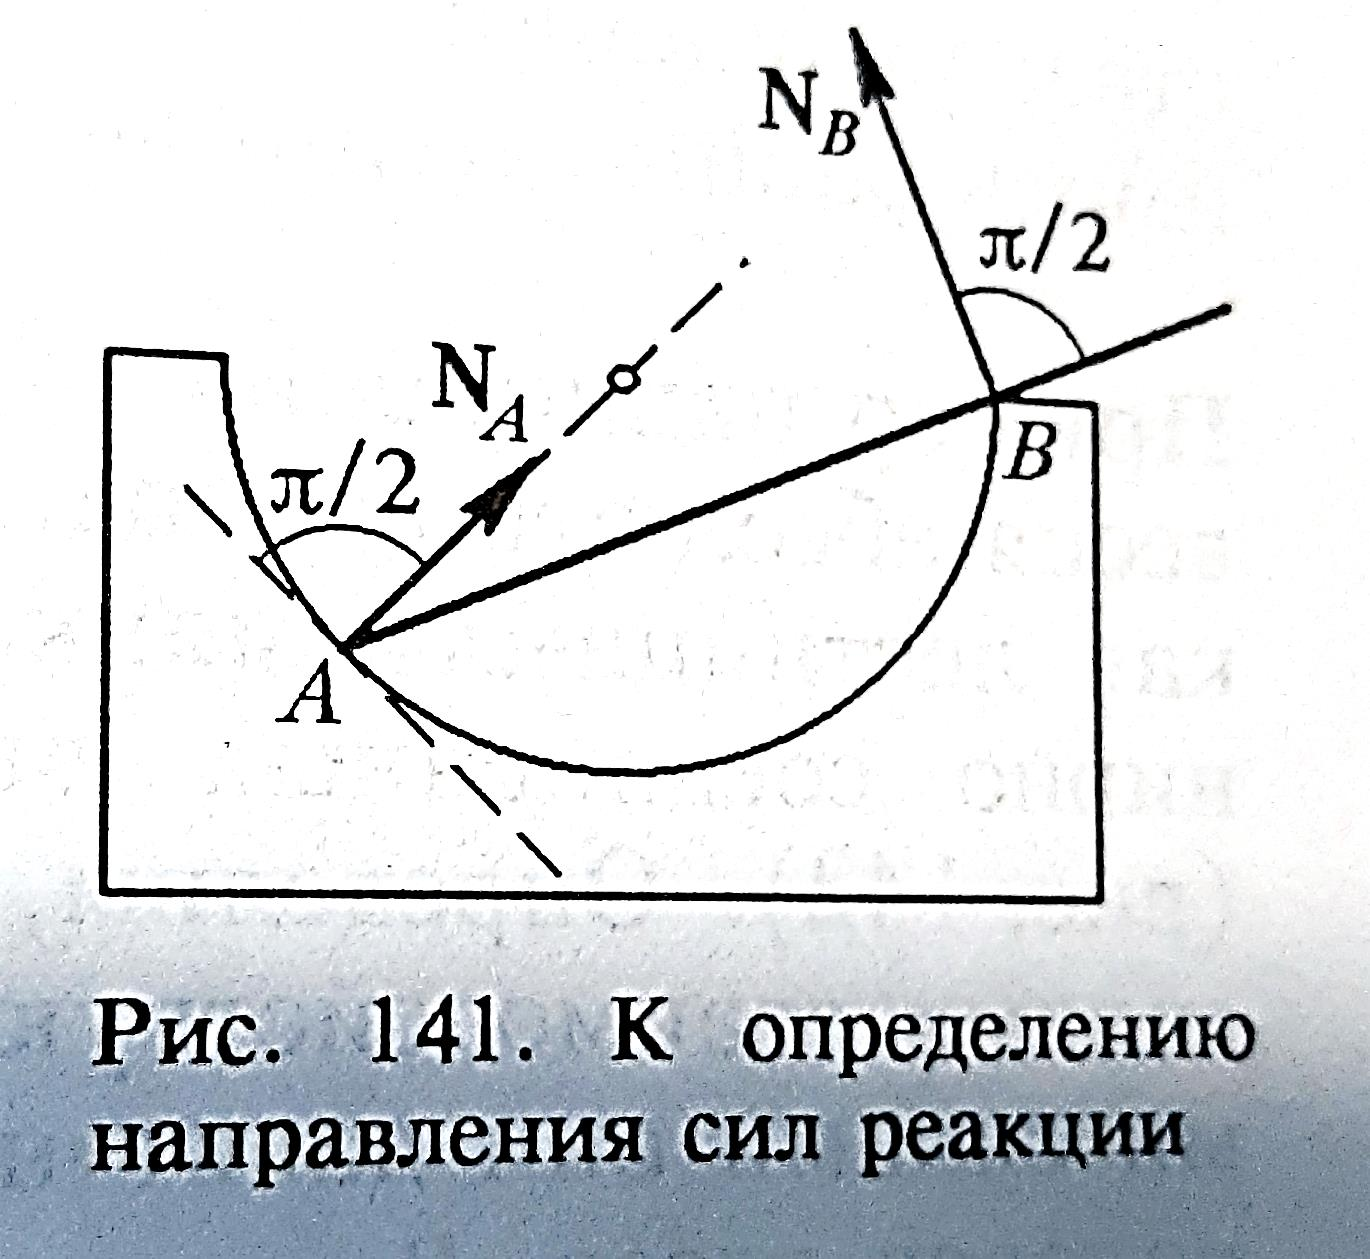 N_B
π/2
N_A
π/2
B
A
Рис. 141. К определению
направления сил реакции